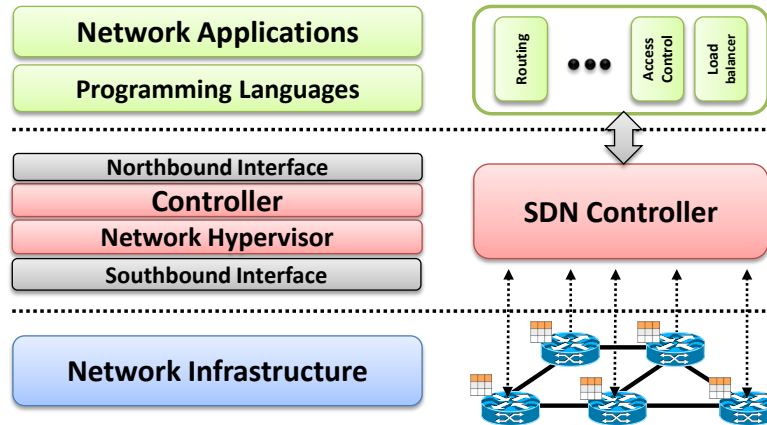 Network Applications
Programming Languages
Routing
Access
Control
Load
balancer
Northbound Interface
Controller
Network Hypervisor
Southbound Interface
SDN Controller
Network Infrastructure